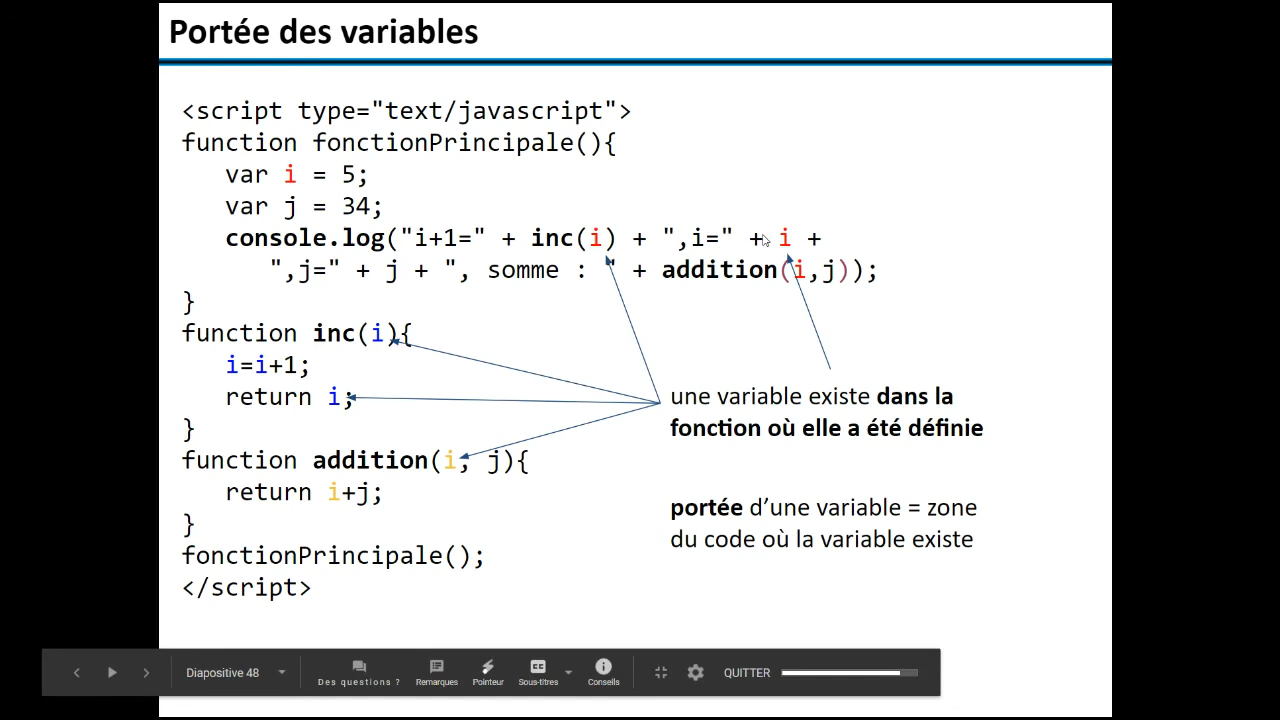 Portée des variables
<script type="text/javascript">
function fonctionPrincipale(){
var i = 5;
var j = 34;
console.log("i+1=" + inc(i) + ",i=" + i +
",j=" + j + ", somme : " + addition(i,j));
}
function inc(i){
i=i+1;
return i;
}
function addition(i, j){
return i+j;
}
fonctionPrincipale();
</script>
une variable existe dans la
fonction où elle a été définie
portée d’une variable = zone
du code où la variable existe
Diapositive 48
Des questions ?
Remarques
Pointeur
CC
Sous-titres
Conseils
QUITTER